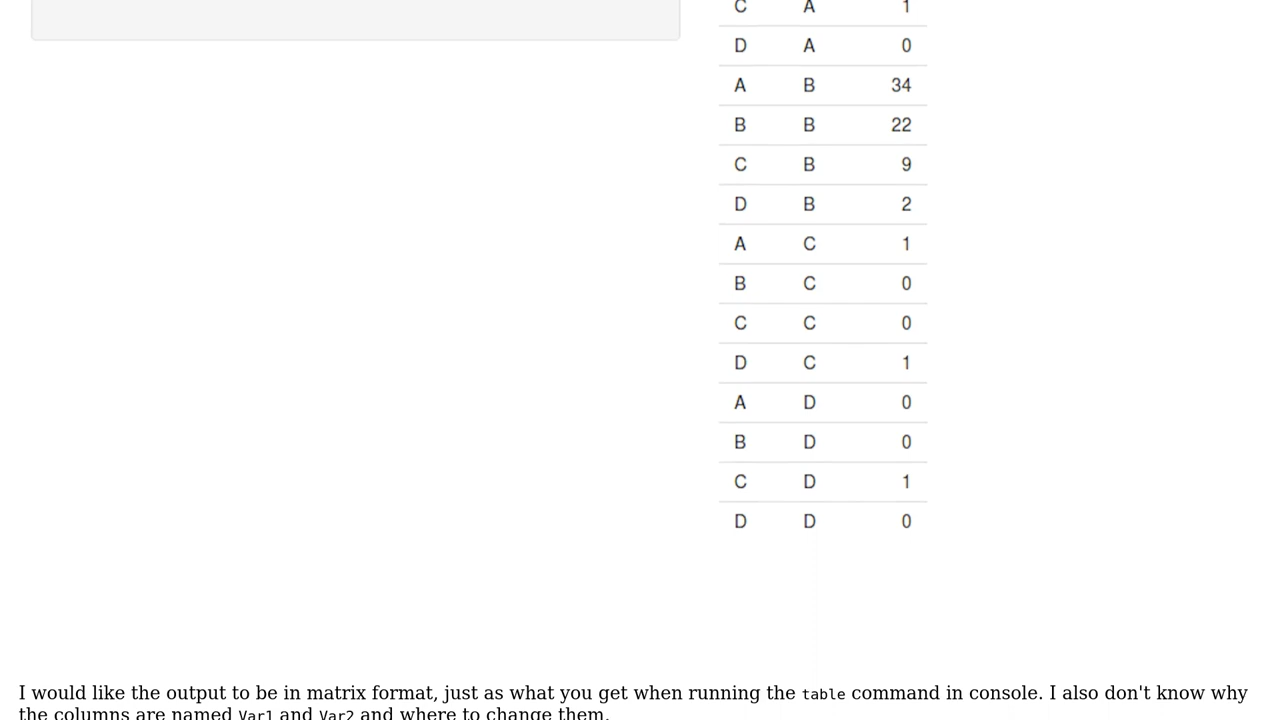 C A 1
D A 0
A B 34
B B 22
C B 9
D B 2
A C 1
B C 0
C C 0
D C 1
A D 0
B D 0
C D 1
D D 0
I would like the output to be in matrix format, just as what you get when running the table command in console. I also don't know why
the columns are named Var1 and Var2 and where to change them.